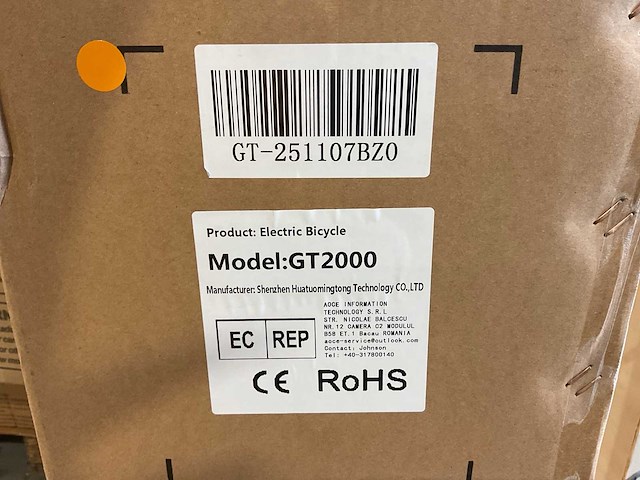 GT-251107BZ0
Product: Electric Bicycle
Model:GT2000
Manufacturer: Shenzhen Huatuomingtong Technology CO.,LTD
EC REP
AOCE INFORMATION
TECHNOLOGY S.R.L
STR. NICOLAE BALCESCU
NR.12 CAMERA C2 MODULUL
B5B ET.1 Bacau ROMANIA
aoce-service@outlook.com
Contact: Johnson
Tel: +40-317800140
CE RoHS